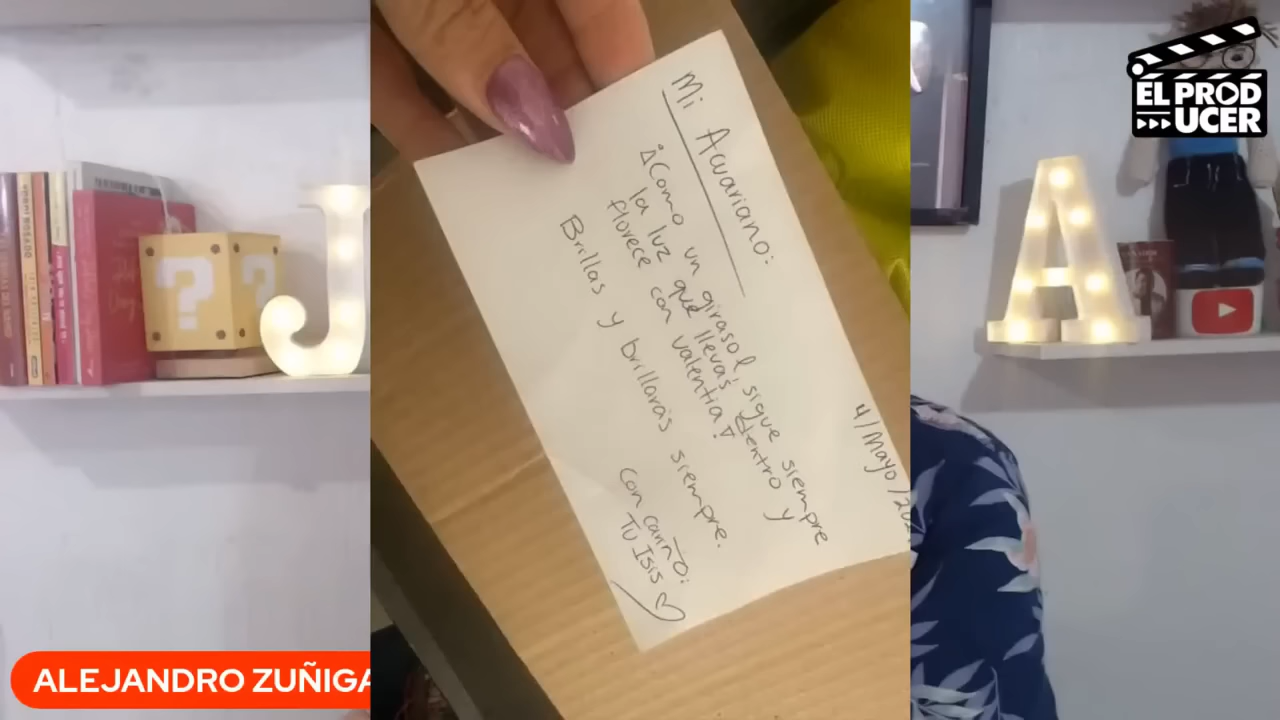 EL PROD
UCER
Mi Acuariano:
¡Como un girasol, sigue siempre
la luz que llevas dentro y
florece con valentía!
Brillas y brillarás siempre.
Con cariño:
Tu Isis ♡
4/Mayo/202
J
A
? ?
ALEJANDRO ZUÑIGA